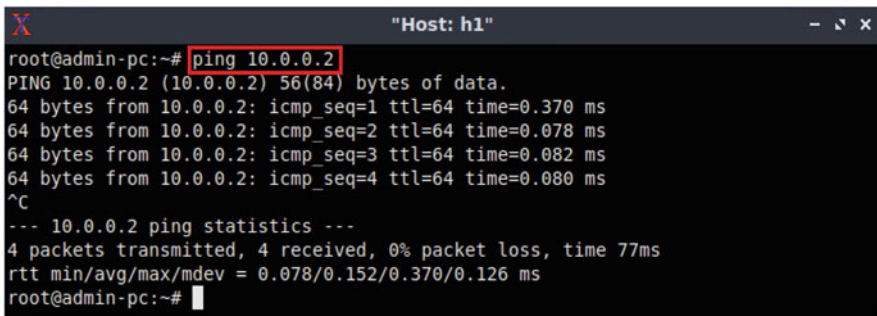 "Host: h1"
root@admin-pc:~# ping 10.0.0.2
PING 10.0.0.2 (10.0.0.2) 56(84) bytes of data.
64 bytes from 10.0.0.2: icmp_seq=1 ttl=64 time=0.370 ms
64 bytes from 10.0.0.2: icmp_seq=2 ttl=64 time=0.078 ms
64 bytes from 10.0.0.2: icmp_seq=3 ttl=64 time=0.082 ms
64 bytes from 10.0.0.2: icmp_seq=4 ttl=64 time=0.080 ms
^C
--- 10.0.0.2 ping statistics ---
4 packets transmitted, 4 received, 0% packet loss, time 77ms
rtt min/avg/max/mdev = 0.078/0.152/0.370/0.126 ms
root@admin-pc:~#